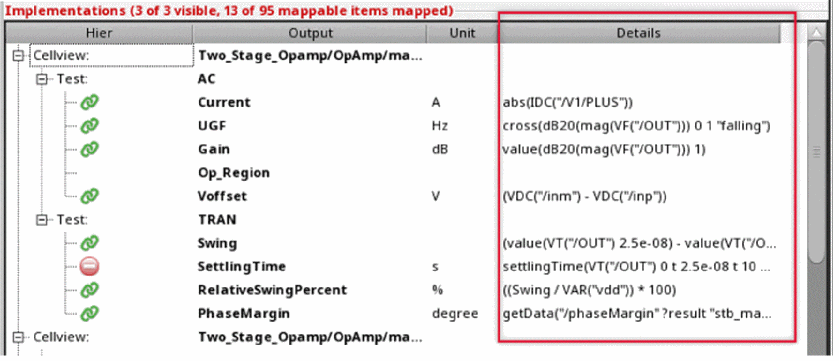 Implementations (3 of 3 visible, 13 of 95 mappable items mapped)
Hier Output Unit Details
Cellview: Two_Stage_Opamp/OpAmp/ma...
Test: AC
Current A abs(IDC("/V1/PLUS"))
UGF Hz cross(dB20(mag(VF("/OUT"))) 0 1 "falling")
Gain dB value(dB20(mag(VF("/OUT"))) 1)
Op_Region
Voffset V (VDC("/inm") - VDC("/inp"))
Test: TRAN
Swing (value(VT("/OUT") 2.5e-08) - value(VT("/O...
SettlingTime s settlingTime(VT("/OUT") 0 t 2.5e-08 t 10 ...
RelativeSwingPercent % ((Swing / VAR("vdd")) * 100)
PhaseMargin degree getData("/phaseMargin" ?result "stb_ma...
Cellview: Two_Stage_Opamp/OpAmp/ma...